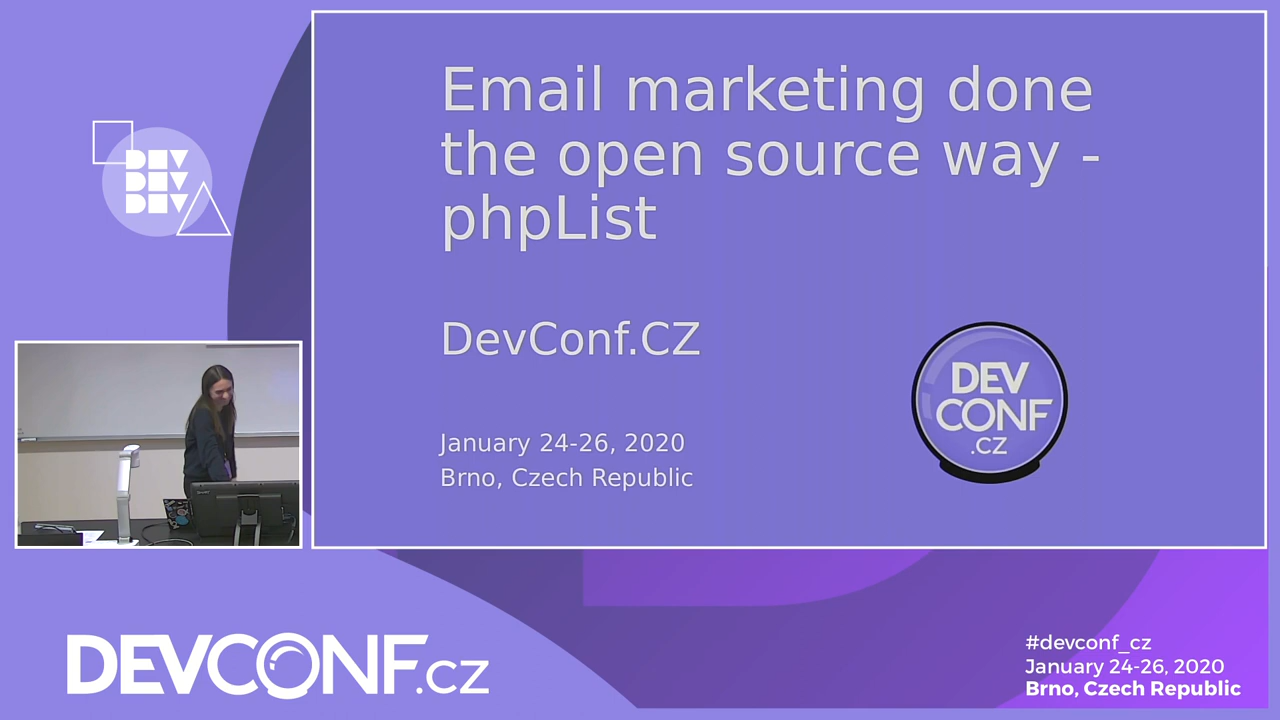 Email marketing done
the open source way -
phpList
DevConf.CZ
January 24-26, 2020
Brno, Czech Republic
DEV
CONF
.CZ
DEV
DEV
DEV
DEVCONF.CZ
#devconf_cz
January 24-26, 2020
Brno, Czech Republic